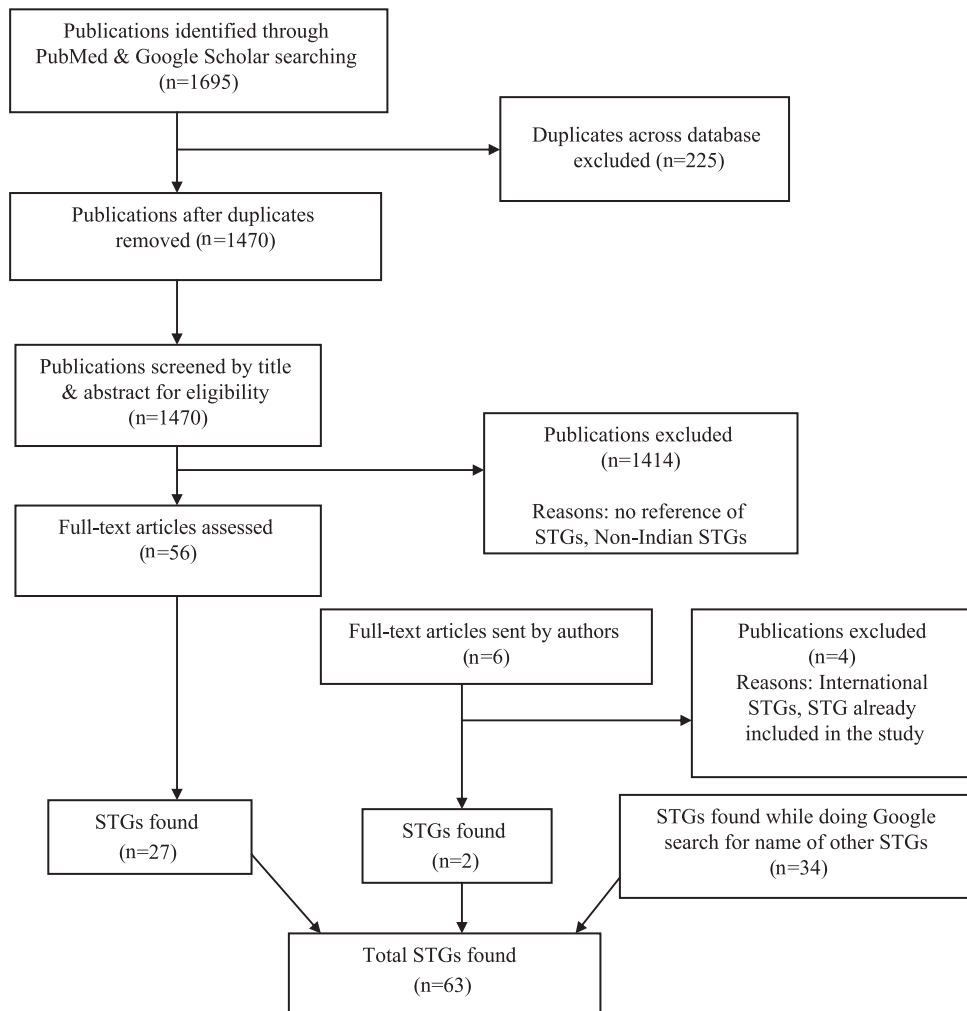 Publications identified through
PubMed & Google Scholar searching
(n=1695)
Duplicates across database
excluded (n=225)
Publications after duplicates
removed (n=1470)
Publications screened by title
& abstract for eligibility
(n=1470)
Publications excluded
(n=1414)
Reasons: no reference of
STGs, Non-Indian STGs
Full-text articles assessed
(n=56)
Full-text articles sent by authors
(n=6)
Publications excluded
(n=4)
Reasons: International
STGs, STG already
included in the study
STGs found
(n=27)
STGs found
(n=2)
STGs found while doing Google
search for name of other STGs
(n=34)
Total STGs found
(n=63)